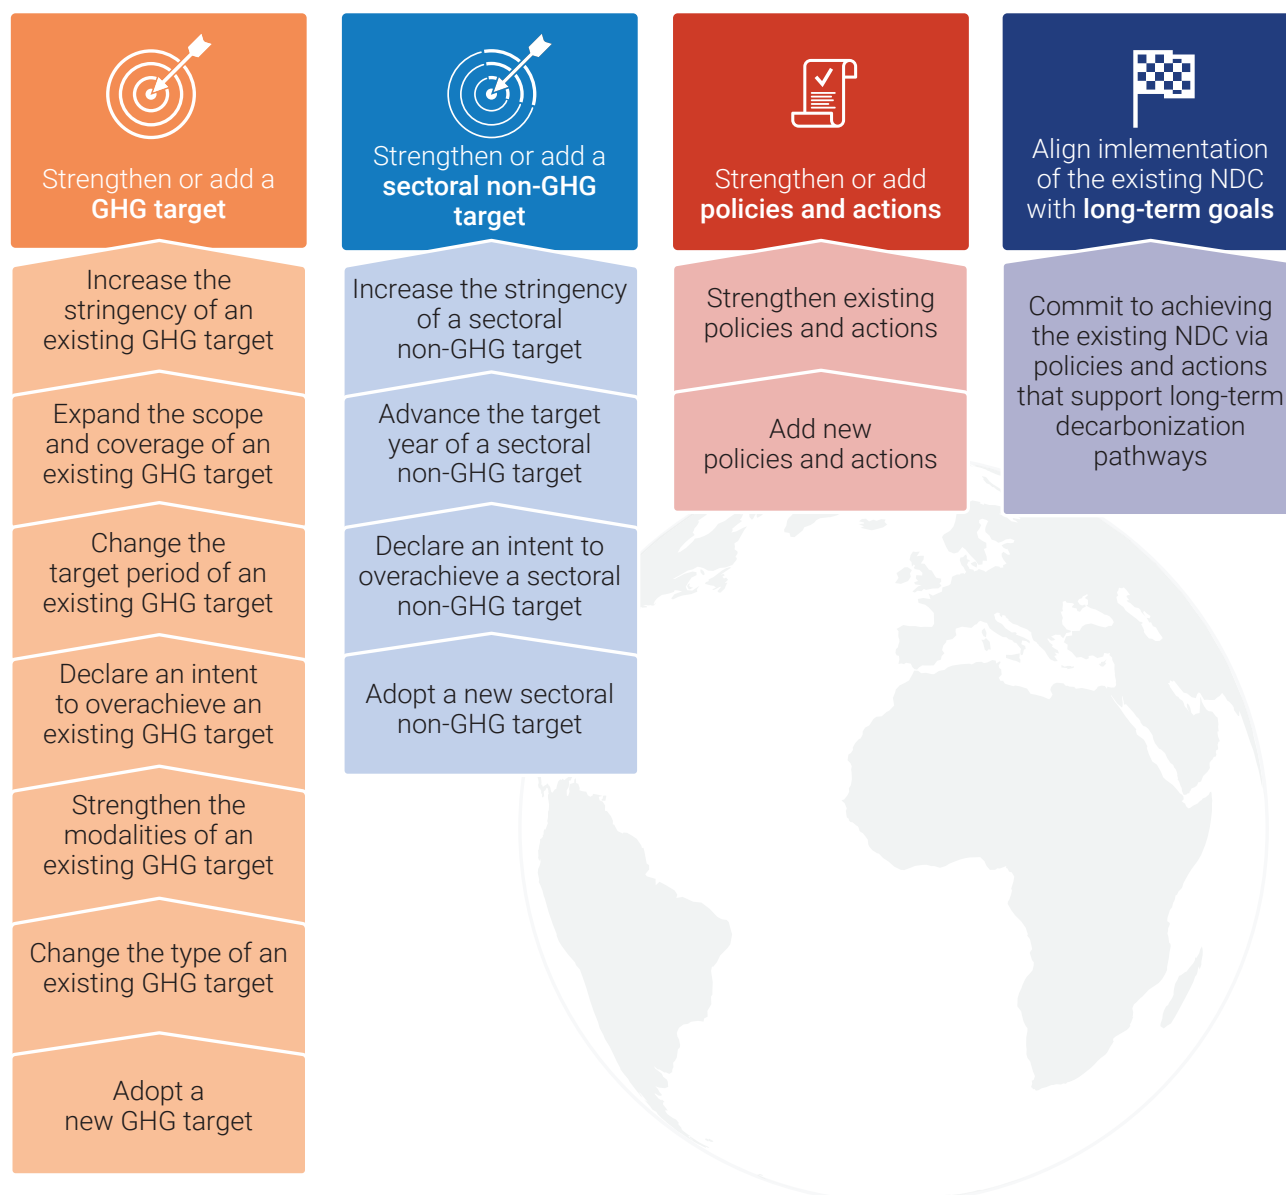 Strengthen or add a
GHG target
Increase the
stringency of an
existing GHG target
Expand the scope
and coverage of an
existing GHG target
Change the
target period of an
existing GHG target
Declare an intent
to overachieve an
existing GHG target
Strengthen the
modalities of an
existing GHG target
Change the type of an
existing GHG target
Adopt a
new GHG target
Strengthen or add a
sectoral non-GHG
target
Increase the stringency
of a sectoral
non-GHG target
Advance the target
year of a sectoral
non-GHG target
Declare an intent to
overachieve a sectoral
non-GHG target
Adopt a new sectoral
non-GHG target
Strengthen or add
policies and actions
Strengthen existing
policies and actions
Add new
policies and actions
Align imlementation
of the existing NDC
with long-term goals
Commit to achieving
the existing NDC via
policies and actions
that support long-term
decarbonization
pathways